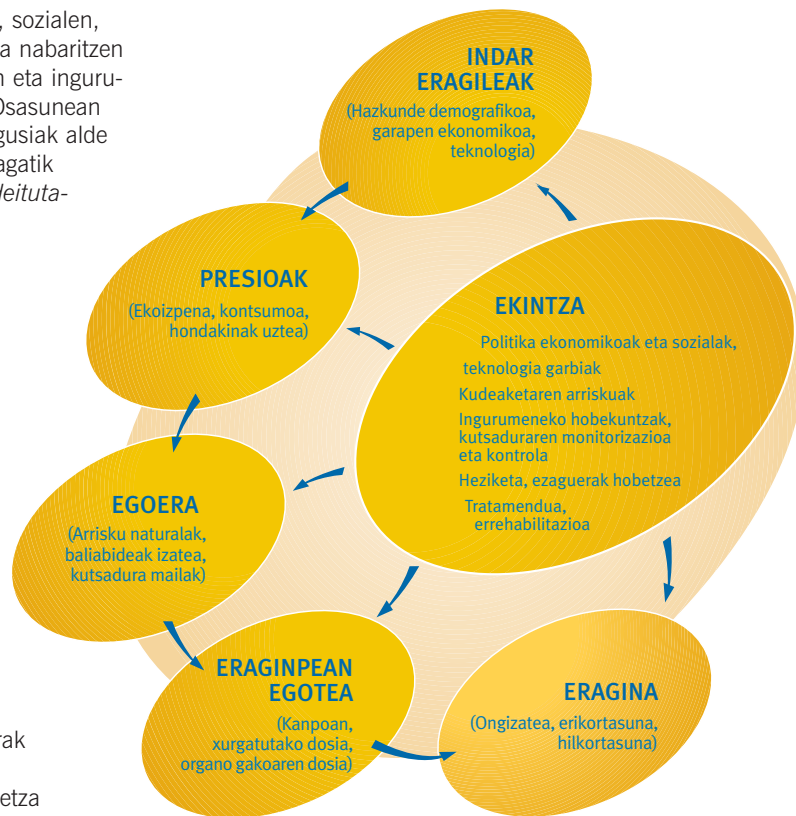 , sozialen,
a nabaritzen
n eta inguru-
Osasunean
gusiak alde
agatik
deituta-
INDAR
ERAGILEAK
(Hazkunde demografikoa,
garapen ekonomikoa,
teknologia)
PRESIOAK
(Ekoizpena, kontsumoa,
hondakinak uztea)
EKINTZA
Politika ekonomikoak eta sozialak,
teknologia garbiak
Kudeaketaren arriskuak
Ingurumeneko hobekuntzak,
kutsaduraren monitorizazioa
eta kontrola
Heziketa, ezaguerak hobetzea
Tratamendua,
errehabilitazioa
EGOERA
(Arrisku naturalak,
baliabideak izatea,
kutsadura mailak)
ERAGINPEAN
EGOTEA
(Kanpoan,
xurgatutako dosia,
organo gakoaren dosia)
ERAGINA
(Ongizatea, erikortasuna,
hilkortasuna)
rak
etza